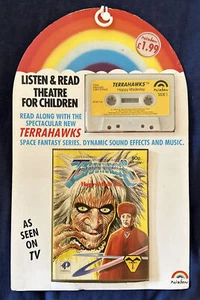 Paradise
£1.99
LISTEN & READ
THEATRE
FOR CHILDREN
READ ALONG WITH THE
SPECTACULAR NEW
TERRAHAWKS
SPACE FANTASY SERIES. DYNAMIC SOUND EFFECTS AND MUSIC.
TERRAHAWKS
SIDE 1
TERRAHAWKS
AS
SEEN
ON
TV